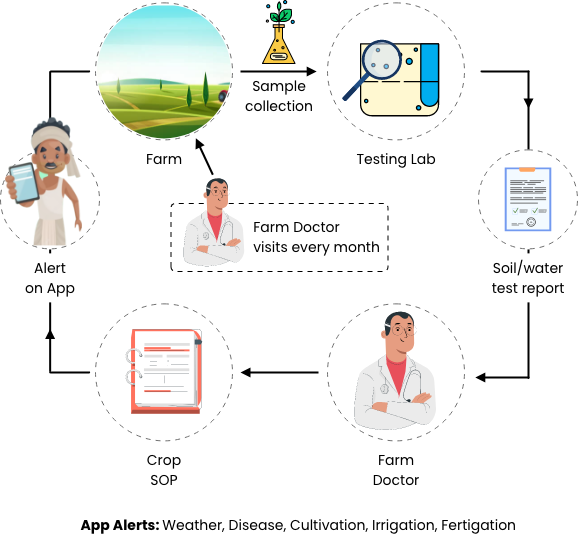 Sample
collection
Farm
Testing Lab
Farm Doctor
visits every month
Alert
on App
Soil/water
test report
Crop
SOP
Farm
Doctor
App Alerts: Weather, Disease, Cultivation, Irrigation, Fertigation